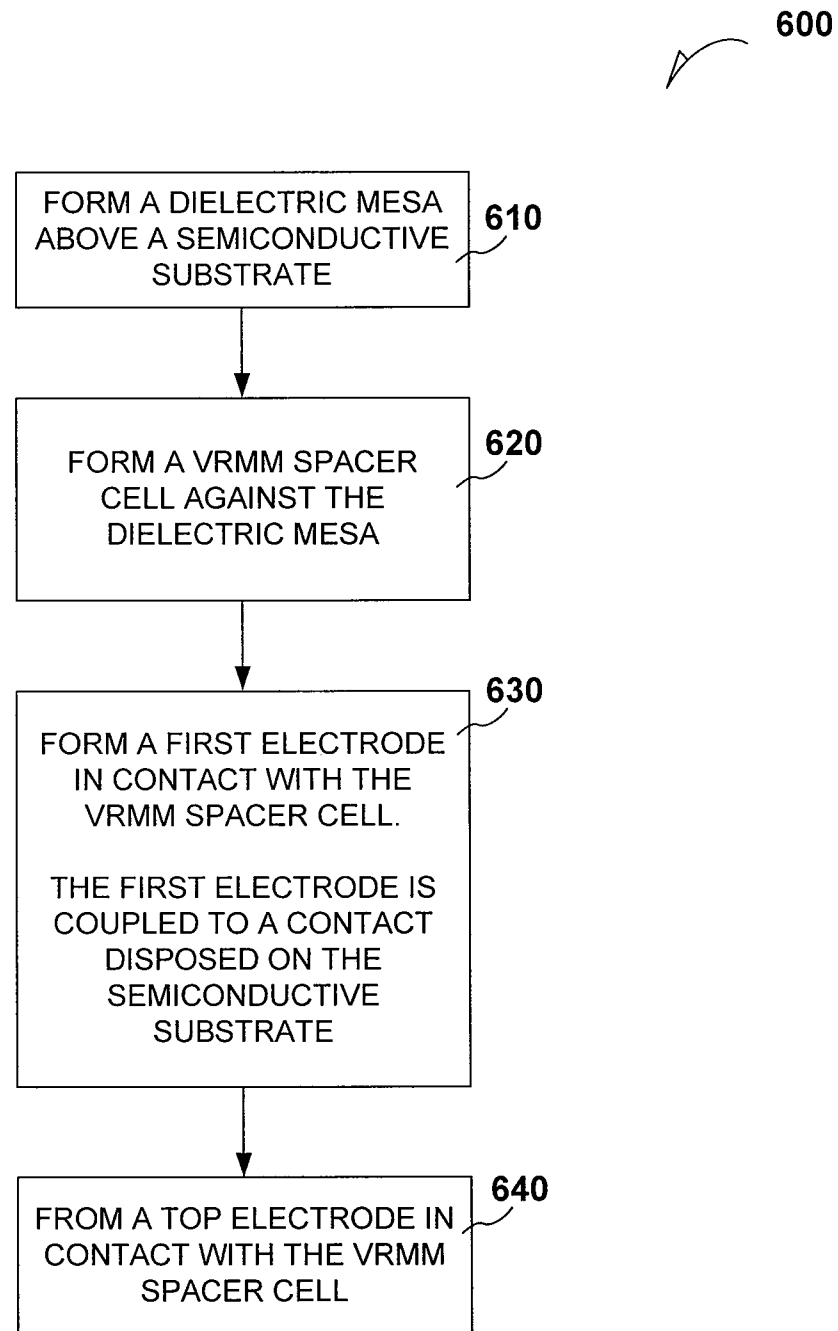 600
FORM A DIELECTRIC MESA
ABOVE A SEMICONDUCTIVE
SUBSTRATE
610
FORM A VRMM SPACER
CELL AGAINST THE
DIELECTRIC MESA
620
FORM A FIRST ELECTRODE
IN CONTACT WITH THE
VRMM SPACER CELL.
THE FIRST ELECTRODE IS
COUPLED TO A CONTACT
DISPOSED ON THE
SEMICONDUCTIVE
SUBSTRATE
630
FROM A TOP ELECTRODE IN
CONTACT WITH THE VRMM
SPACER CELL
640